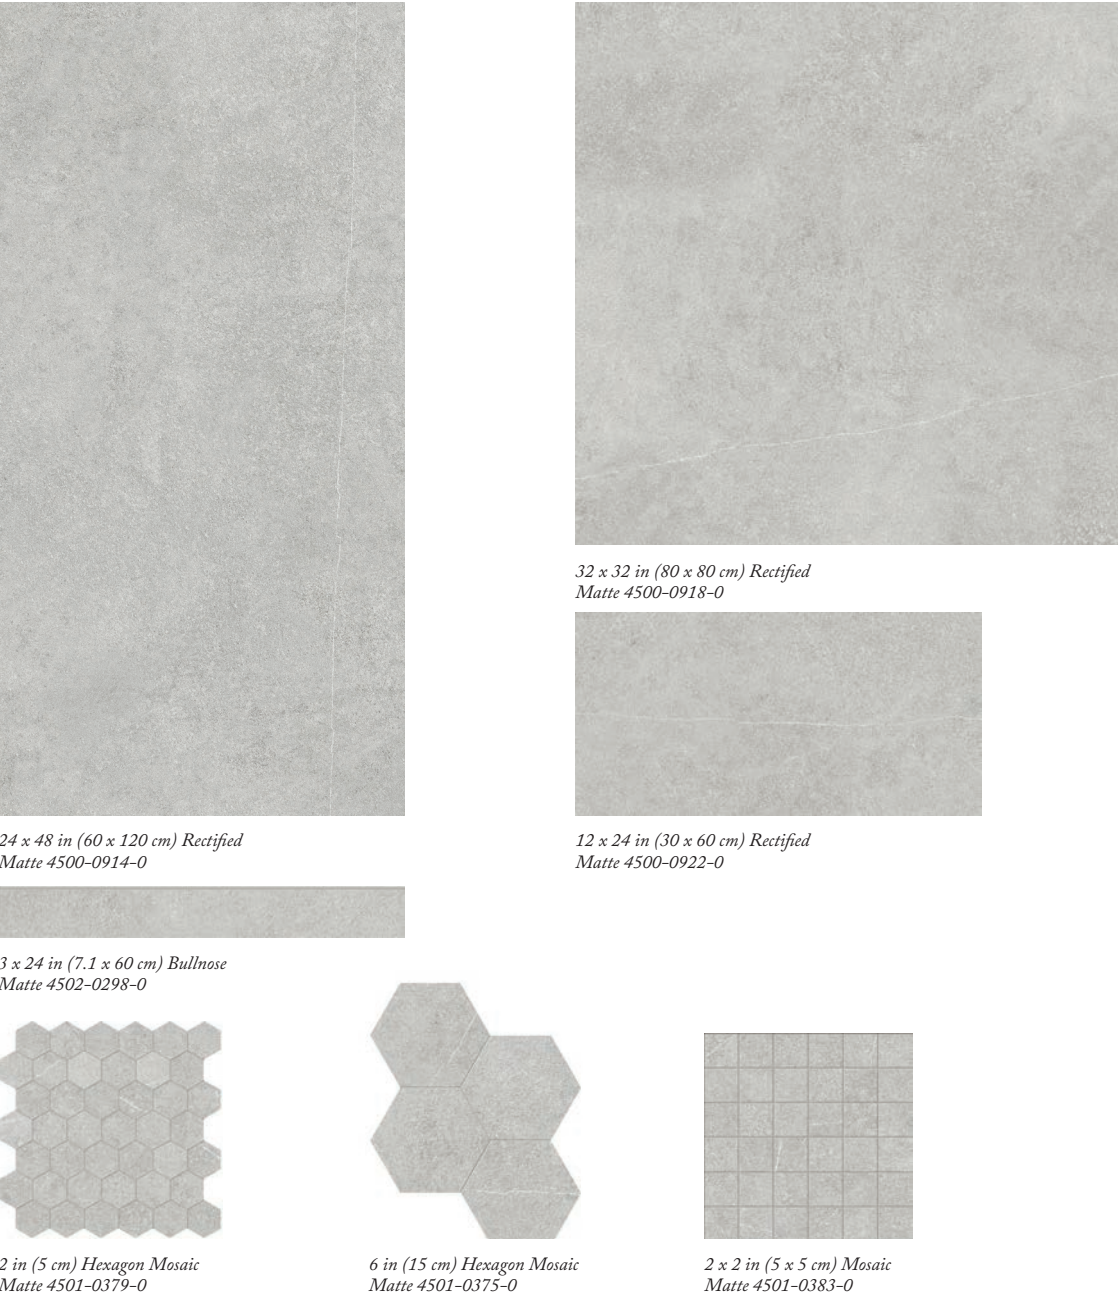 32 x 32 in (80 x 80 cm) Rectified
Matte 4500-0918-0
24 x 48 in (60 x 120 cm) Rectified
Matte 4500-0914-0
12 x 24 in (30 x 60 cm) Rectified
Matte 4500-0922-0
3 x 24 in (7.1 x 60 cm) Bullnose
Matte 4502-0298-0
2 in (5 cm) Hexagon Mosaic
Matte 4501-0379-0
6 in (15 cm) Hexagon Mosaic
Matte 4501-0375-0
2 x 2 in (5 x 5 cm) Mosaic
Matte 4501-0383-0